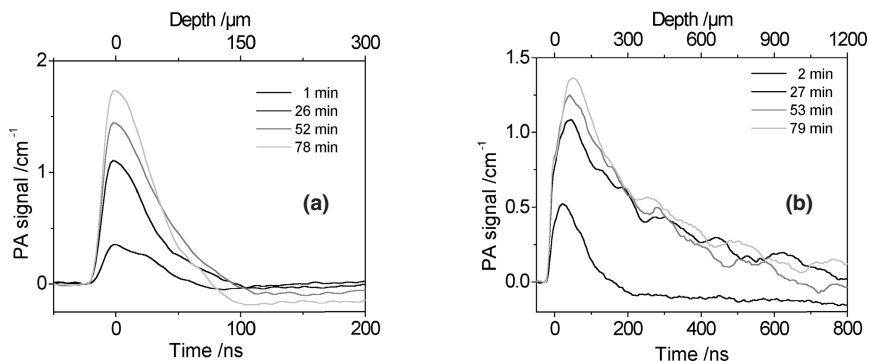 Depth /µm
0 150 300
2
1
0
PA signal /cm⁻¹
1 min
26 min
52 min
78 min
(a)
0 50 100 150 200
Time /ns
Depth /µm
0 300 600 900 1200
1.5
1.0
0.5
0.0
PA signal /cm⁻¹
2 min
27 min
53 min
79 min
(b)
0 200 400 600 800
Time /ns